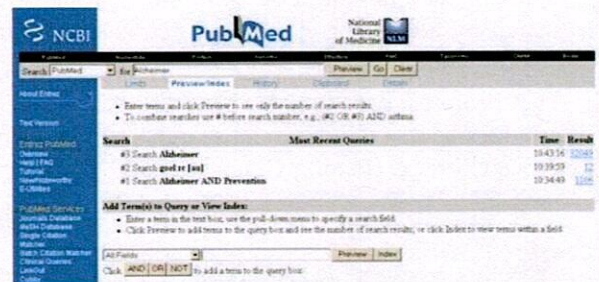 NCBI
PubMed
National
Library
of Medicine NLM
Search PubMed for Alzheimer Preview Go Clear
Limits Preview/Index History Clipboard Details
About Entrez
Text Version
Entrez PubMed
Overview
Help | FAQ
Tutorial
New/Noteworthy
E-Utilities
PubMed Services
Journals Database
MeSH Database
Single Citation
Matcher
Batch Citation Matcher
Clinical Queries
LinkOut
Cubby
• Enter terms and click Preview to see only the number of search results.
• To combine searches use # before search number, e.g., (#2 OR #3) AND asthma.
Search Most Recent Queries Time Result
#3 Search Alzheimer 10:43:16 32049
#2 Search 10:39:59 12
#1 Search Alzheimer AND Prevention 10:34:49 1166
Add Term(s) to Query or View Index:
• Enter a term in the text box; use the pull-down menu to specify a search field.
• Click Preview to add terms to the query box and see the number of search results, or click Index to view terms within a field.
All Fields Preview Index
Click AND OR NOT to add a term to the query box